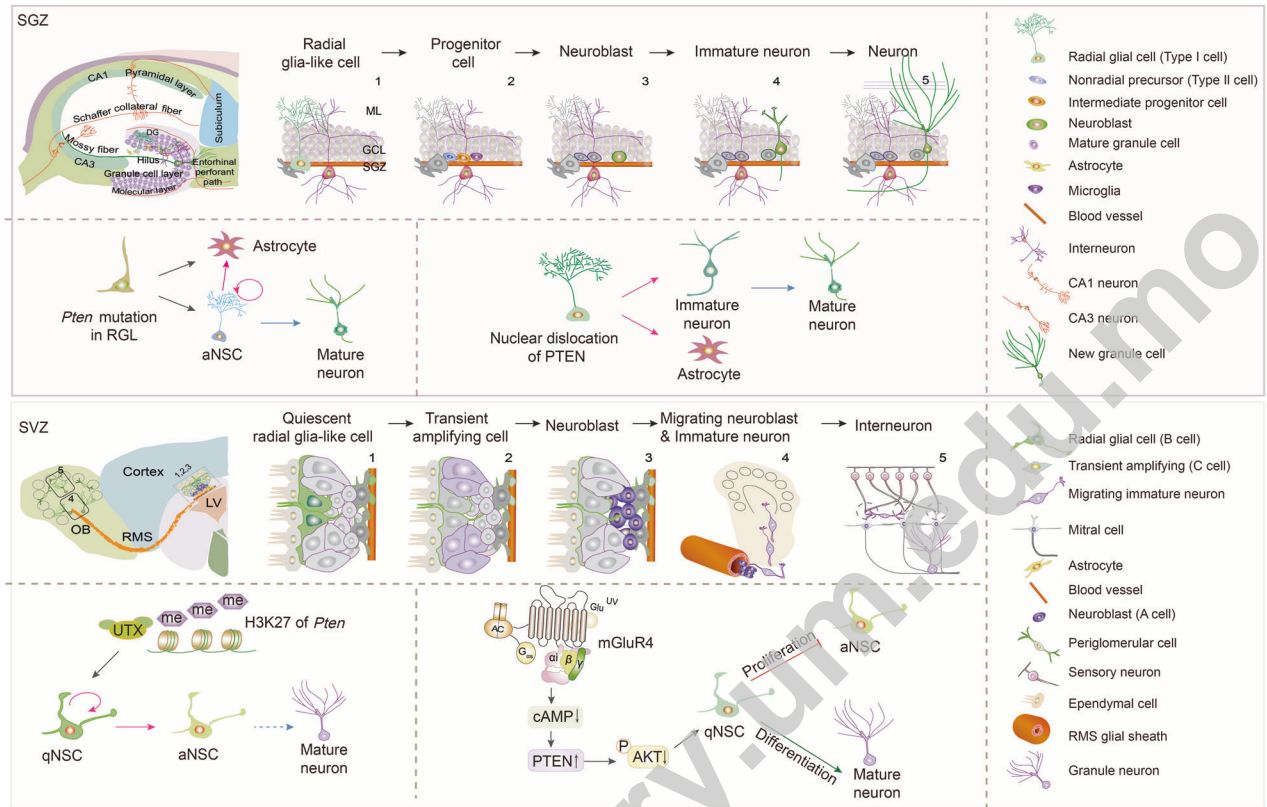 SGZ
Radial
glia-like cell
Progenitor
cell
Neuroblast
Immature neuron
Neuron
1
2
3
4
5
ML
GCL
SGZ
CA1
Pyramidal layer
Schaffer collateral fiber
Subiculum
Mossy fiber
DG
Hilus
CA3
Entorhinal
perforant
path
Granule cell layer
Molecular layer
Radial glial cell (Type I cell)
Nonradial precursor (Type II cell)
Intermediate progenitor cell
Neuroblast
Mature granule cell
Astrocyte
Microglia
Blood vessel
Interneuron
CA1 neuron
CA3 neuron
New granule cell
Astrocyte
Pten mutation
in RGL
aNSC
Mature
neuron
Nuclear dislocation
of PTEN
Immature
neuron
Astrocyte
Mature
neuron
SVZ
Quiescent
radial glia-like cell
Transient
amplifying cell
Neuroblast
Migrating neuroblast
& Immature neuron
Interneuron
1
2
3
4
5
Cortex
1,2,3
5
4
OB
RMS
LV
Radial glial cell (B cell)
Transient amplifying (C cell)
Migrating immature neuron
Mitral cell
Astrocyte
Blood vessel
Neuroblast (A cell)
Periglomerular cell
Sensory neuron
Ependymal cell
RMS glial sheath
Granule neuron
me
me
me
UTX
H3K27 of Pten
qNSC
aNSC
Mature
neuron
Glu
UV
AC
mGluR4
αi
β
γ
cAMP↓
PTEN↑
P
AKT↓
qNSC
Proliferation
aNSC
Differentiation
Mature
neuron
ry.um.edu.mo